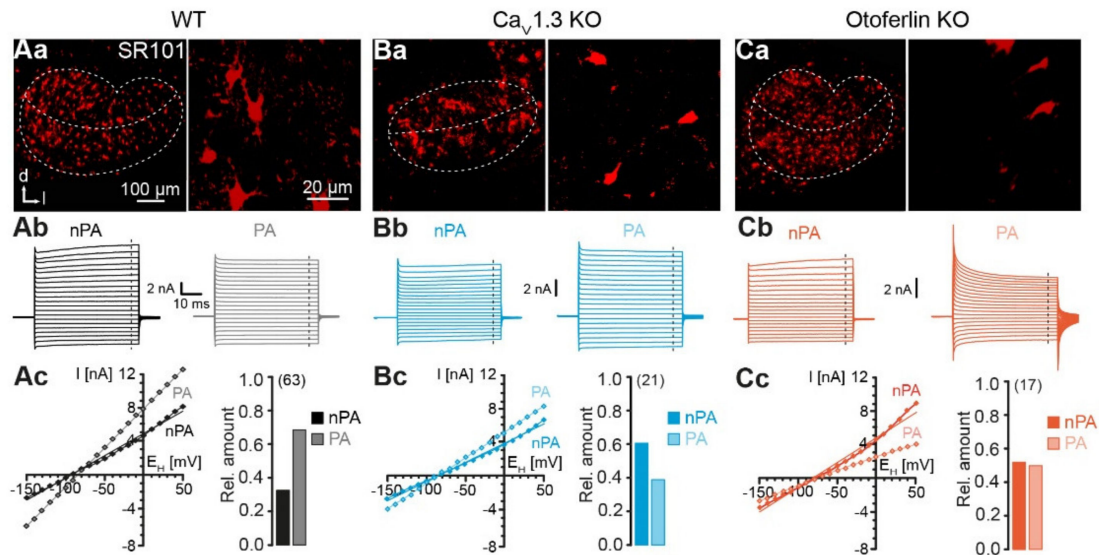 WT
Ca_V1.3 KO
Otoferlin KO
Aa
SR101
Ba
Ca
d
l
100 µm
20 µm
Ab
nPA
PA
Bb
nPA
PA
Cb
nPA
PA
2 nA
10 ms
2 nA
2 nA
Ac
I [nA] 12
PA
8
nPA
4
E_H [mV]
-150 -100 -50 50
-4
-8
1.0 (63)
0.8
0.6
0.4
0.2
0.0
Rel. amount
nPA
PA
Bc
I [nA] 12
PA
8
4
nPA
E_H [mV]
-150 -100 -50 50
-4
-8
1.0 (21)
0.8
0.6
0.4
0.2
0.0
Rel. amount
nPA
PA
Cc
I [nA] 12
nPA
8
4
PA
E_H [mV]
-150 -100 -50 50
-4
-8
1.0 (17)
0.8
0.6
0.4
0.2
0.0
Rel. amount
nPA
PA